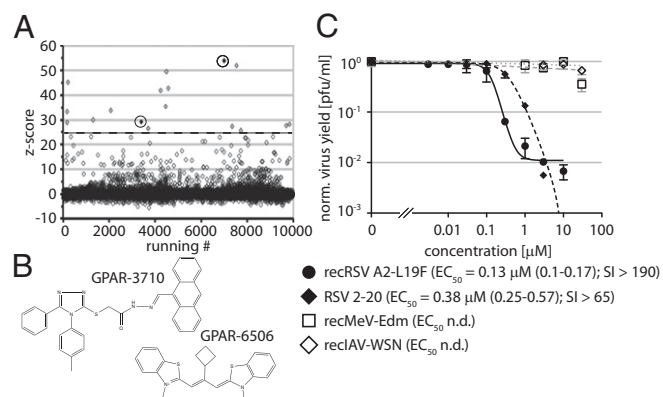 A
60
50
40
30
20
10
0
-10
z-score
0 2000 4000 6000 8000 10000
running #
B
GPAR-3710
N N
N
S
O
H
N
N
GPAR-6506
S
N+
S
N
C
10⁰
10⁻¹
10⁻²
10⁻³
norm. virus yield [pfu/ml]
0 0.01 0.1 1 10 100
concentration [µM]
recRSV A2-L19F (EC50 = 0.13 µM (0.1-0.17); SI > 190)
RSV 2-20 (EC50 = 0.38 µM (0.25-0.57; SI > 65)
recMeV-Edm (EC50 n.d.)
recIAV-WSN (EC50 n.d.)